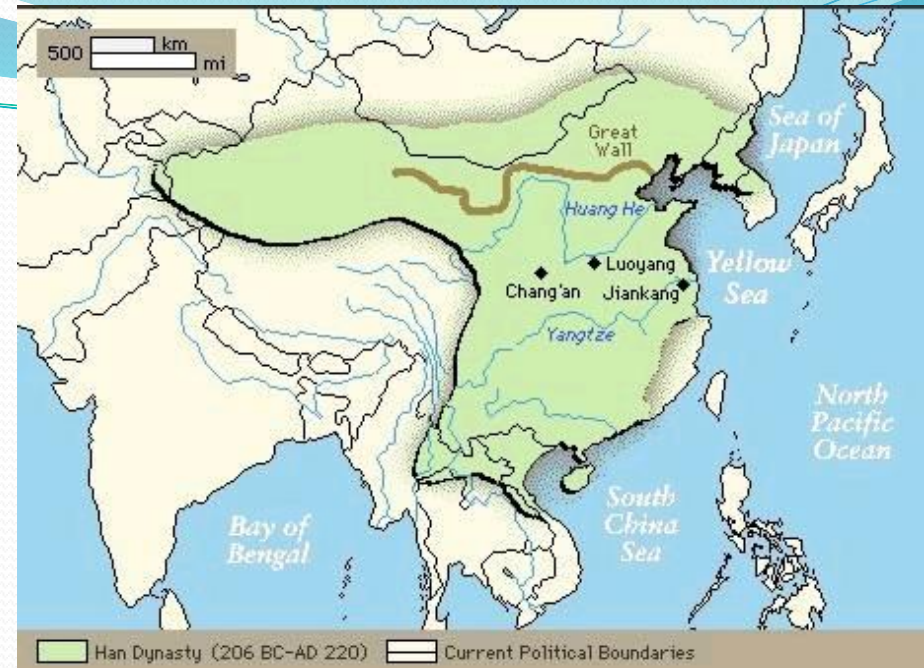 500 km
mi
Sea of
Japan
Great
Wall
Huang He
Luoyang
Yellow
Sea
Chang'an
Jiankang
Yangtze
North
Pacific
Ocean
South
China
Sea
Bay of
Bengal
Han Dynasty (206 BC-AD 220)
Current Political Boundaries